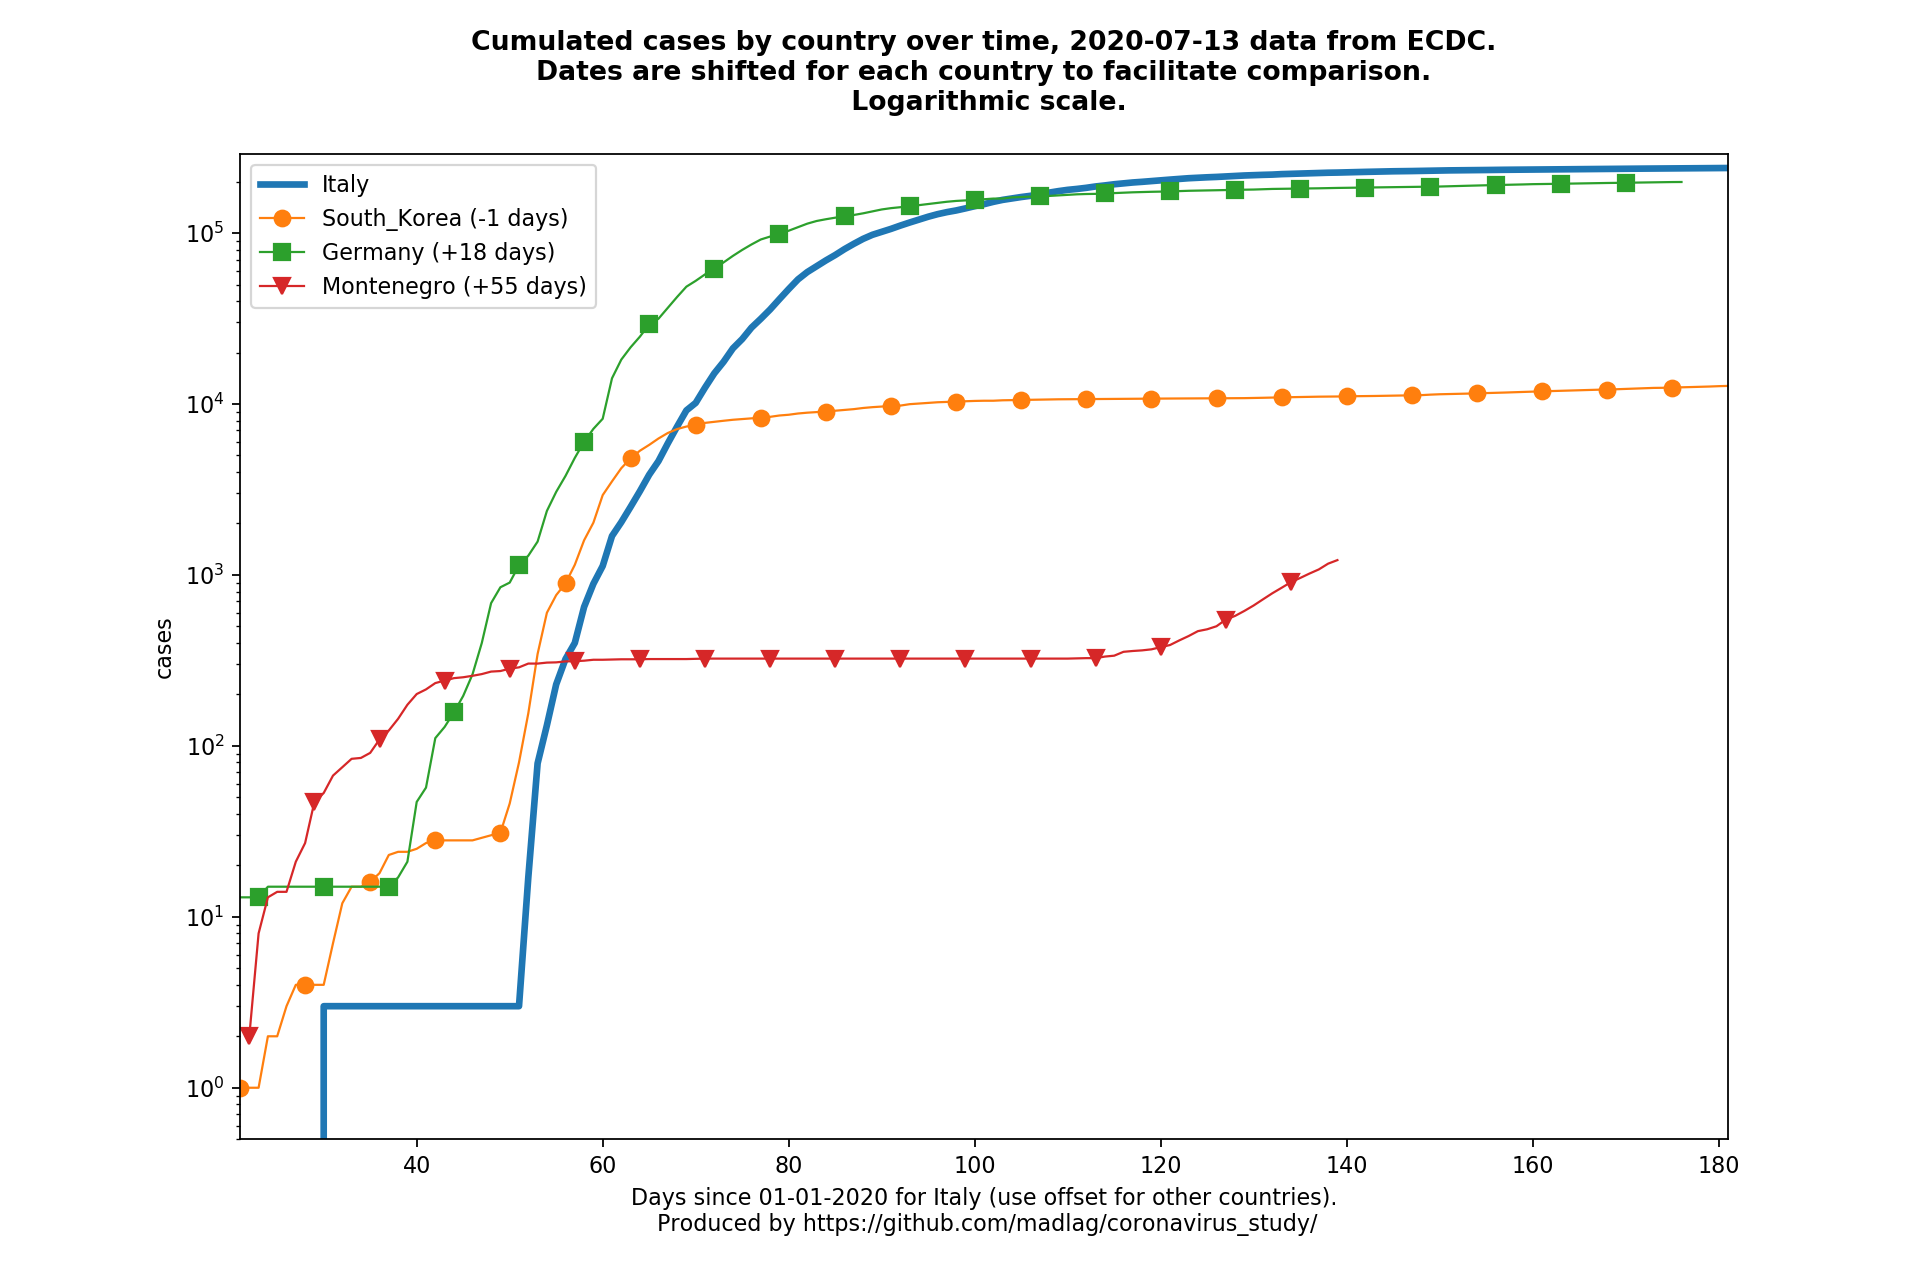 Cumulated cases by country over time, 2020-07-13 data from ECDC.
Dates are shifted for each country to facilitate comparison.
Logarithmic scale.
Italy
South_Korea (-1 days)
Germany (+18 days)
Montenegro (+55 days)
cases
10^5
10^4
10^3
10^2
10^1
10^0
40 60 80 100 120 140 160 180
Days since 01-01-2020 for Italy (use offset for other countries).
Produced by https://github.com/madlag/coronavirus_study/